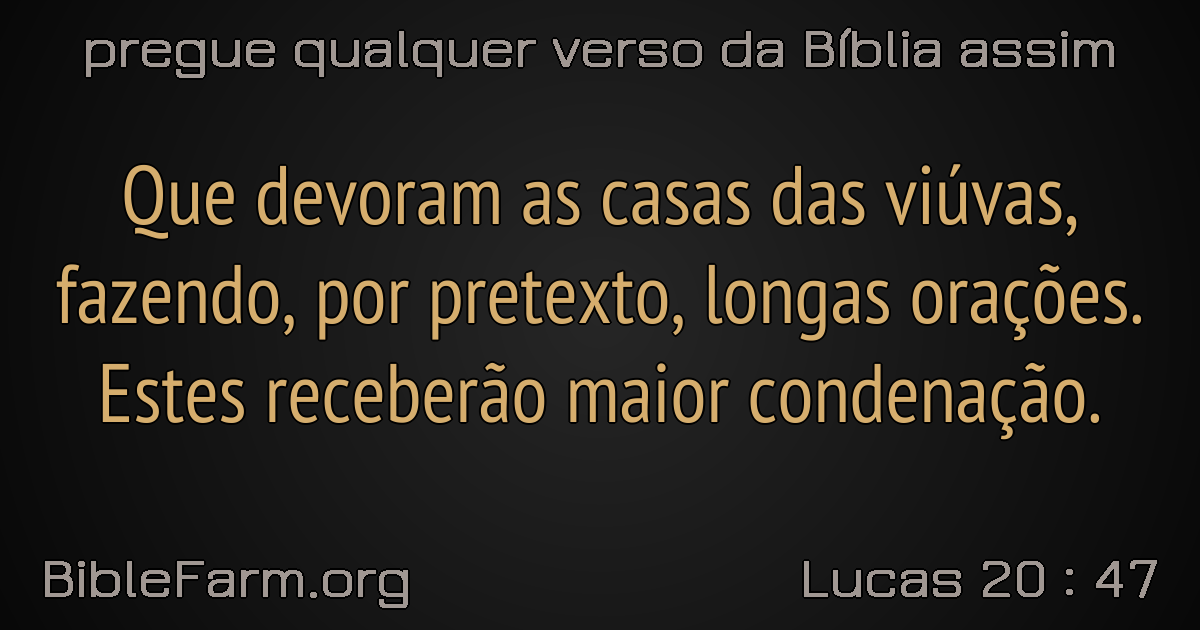 pregue qualquer verso da Bíblia assim
Que devoram as casas das viúvas,
fazendo, por pretexto, longas orações.
Estes receberão maior condenação.
BibleFarm.org
Lucas 20 : 47